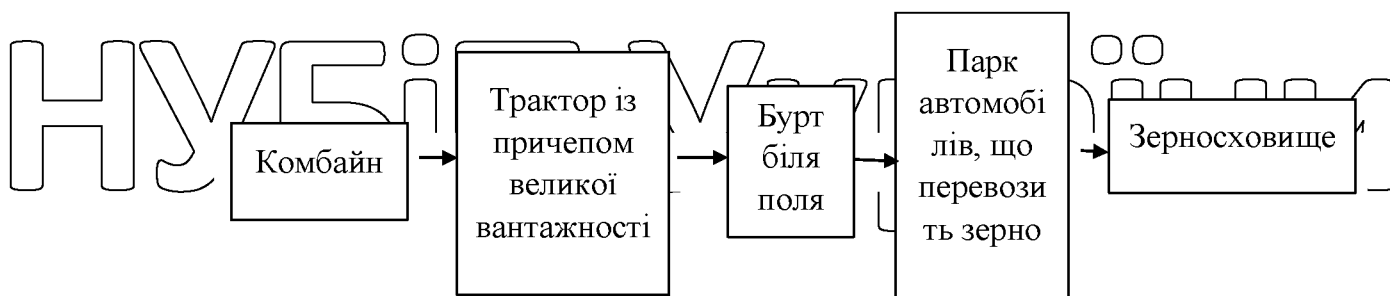 Комбайн
Трактор із
причепом
великої
вантажності
Бурт
біля
поля
Парк
автомобі
лів, що
перевози
ть зерно
Зерносховище